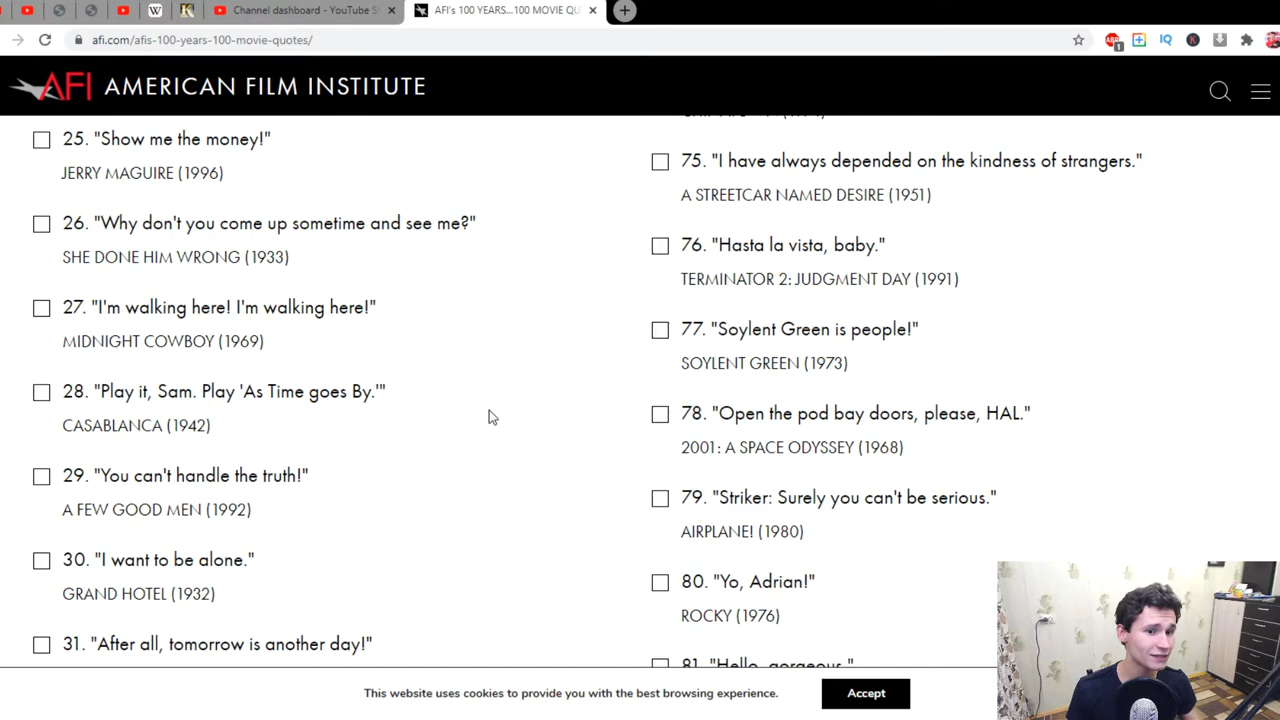 Channel dashboard - YouTube S
AFI's 100 YEARS...100 MOVIE QU
afi.com/afis-100-years-100-movie-quotes/
AFI AMERICAN FILM INSTITUTE
25. "Show me the money!"
JERRY MAGUIRE (1996)
26. "Why don't you come up sometime and see me?"
SHE DONE HIM WRONG (1933)
27. "I'm walking here! I'm walking here!"
MIDNIGHT COWBOY (1969)
28. "Play it, Sam. Play 'As Time goes By.'"
CASABLANCA (1942)
29. "You can't handle the truth!"
A FEW GOOD MEN (1992)
30. "I want to be alone."
GRAND HOTEL (1932)
31. "After all, tomorrow is another day!"
75. "I have always depended on the kindness of strangers."
A STREETCAR NAMED DESIRE (1951)
76. "Hasta la vista, baby."
TERMINATOR 2: JUDGMENT DAY (1991)
77. "Soylent Green is people!"
SOYLENT GREEN (1973)
78. "Open the pod bay doors, please, HAL."
2001: A SPACE ODYSSEY (1968)
79. "Striker: Surely you can't be serious."
AIRPLANE! (1980)
80. "Yo, Adrian!"
ROCKY (1976)
81. "Hello, gorgeous."
This website uses cookies to provide you with the best browsing experience.
Accept